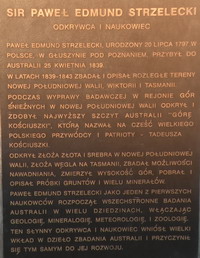 SIR PAWEŁ EDMUND STRZELECKI
ODKRYWCA I NAUKOWIEC
PAWEŁ EDMUND STRZELECKI, URODZONY 20 LIPCA 1797 W
POLSCE, W GŁUSZYNIE POD POZNANIEM, PRZYBYŁ DO
AUSTRALII 25 KWIETNIA 1839.
W LATACH 1839-1843 ZBADAŁ I OPISAŁ ROZLEGŁE TERENY
NOWEJ POŁUDNIOWEJ WALII, WIKTORII I TASMANII.
PODCZAS WYPRAWY BADAWCZEJ W REJONIE GÓR
ŚNIEŻNYCH W NOWEJ POŁUDNIOWEJ WALII ODKRYŁ I
ZDOBYŁ NAJWYŻSZY SZCZYT AUSTRALII "GÓRĘ
KOŚCIUSZKI", KTÓRĄ NAZWAŁ NA CZEŚĆ WIELKIEGO
POLSKIEGO PRZYWÓDCY I PATRIOTY - TADEUSZA
KOŚCIUSZKI.
ODKRYŁ ZŁOŻA ZŁOTA I SREBRA W NOWEJ POŁUDNIOWEJ
WALII, ZŁOŻA WĘGLA NA TASMANII, ZBADAŁ MOŻLIWOŚCI
NAWADNIANIA, ZMIERZYŁ WYSOKOŚĆ GÓR, POBRAŁ I
OPISAŁ PRÓBKI GRUNTÓW I WIELU MINERAŁÓW.
PAWEŁ EDMUND STRZELECKI JAKO JEDEN Z PIERWSZYCH
NAUKOWCÓW ROZPOCZĄŁ WSZECHSTRONNE BADANIA
AUSTRALII W WIELU DZIEDZINACH, WŁĄCZAJĄC
GEOLOGIĘ, MINERALOGIĘ, METEOROLOGIĘ, I ZOOLOGIĘ.
TEN SŁYNNY ODKRYWCA I NAUKOWIEC WNIÓSŁ WIELKI
WKŁAD W DZIEŁO ZBADANIA AUSTRALII I PRZYCZYNIŁ
SIĘ TYM SAMYM DO JEJ ROZWOJU.